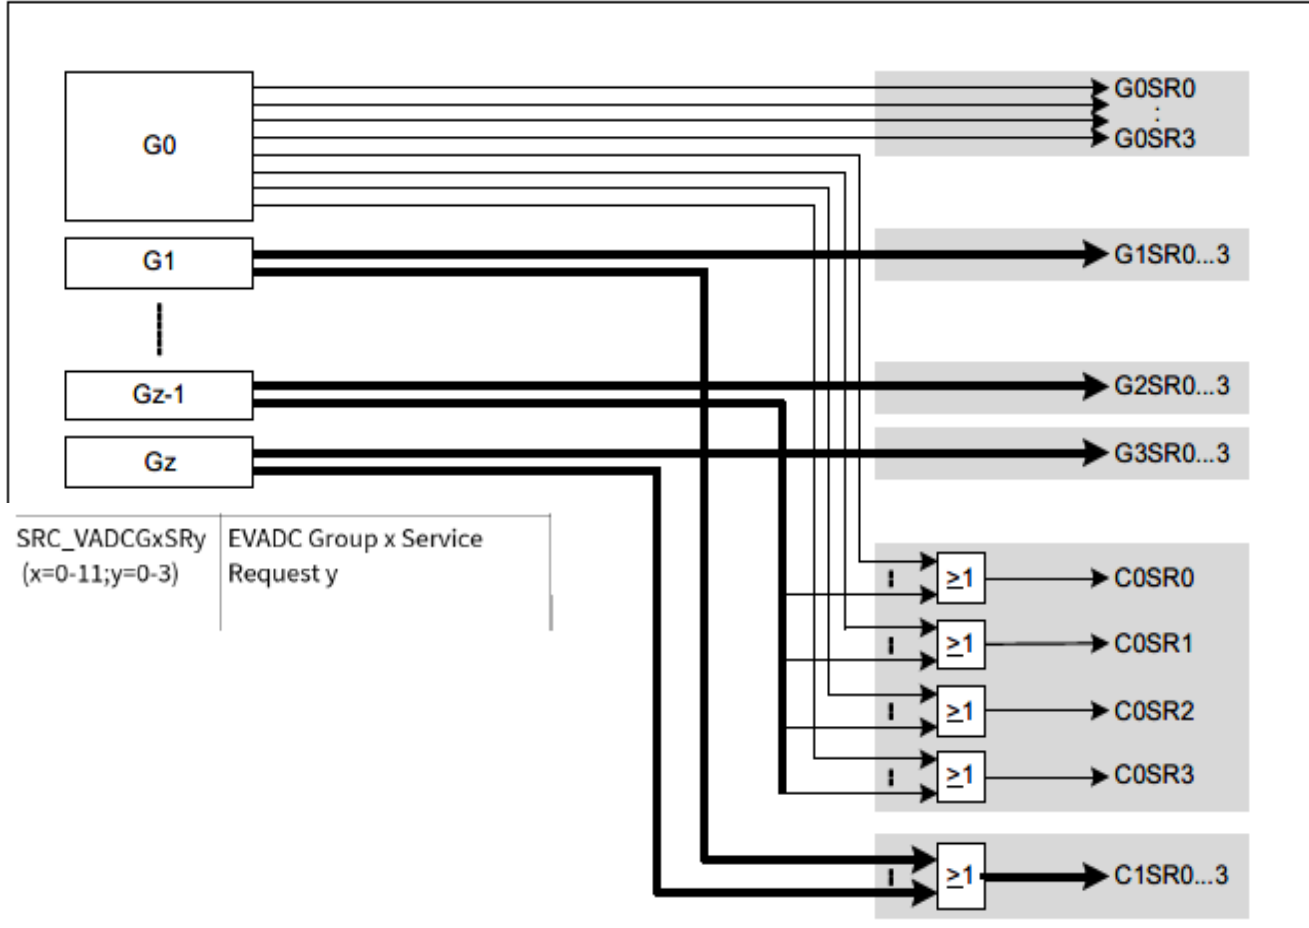 G0
G0SR0
:
G0SR3
G1
G1SR0...3
Gz-1
G2SR0...3
Gz
G3SR0...3
SRC_VADCGxSRy
(x=0-11;y=0-3)
EVADC Group x Service
Request y
≥1
C0SR0
≥1
C0SR1
≥1
C0SR2
≥1
C0SR3
≥1
C1SR0...3